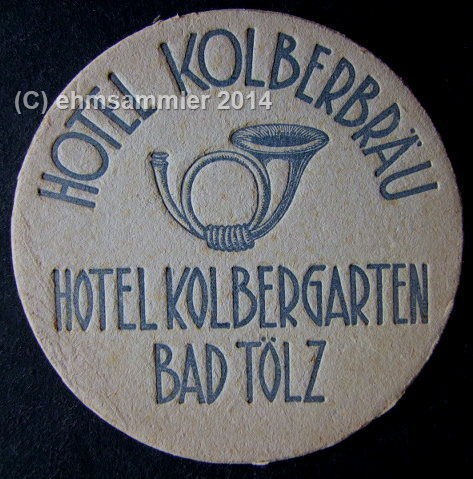 HOTEL KOLBERBRÄU
(C) ehmsammler 2014
HOTEL KOLBERGARTEN
BAD TÖLZ